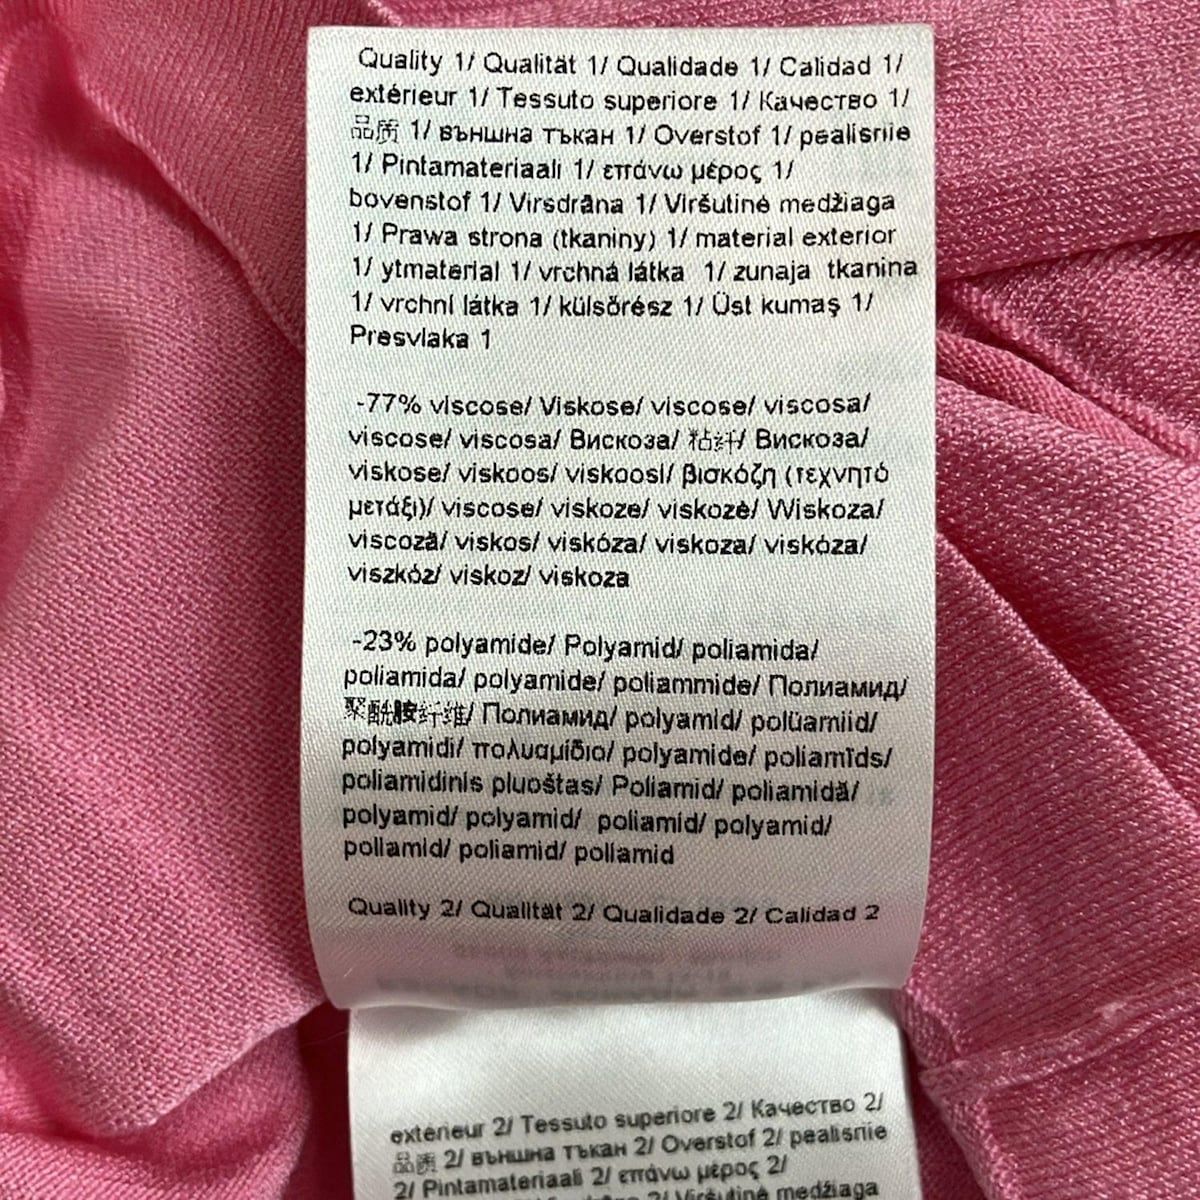 Quality 1/ Qualität 1/ Qualidade 1/ Calidad 1/
extérieur 1/ Tessuto superiore 1/ Качество 1/
品质 1/ външна тъкан 1/ Overstof 1/ pealisriie
1/ Pintamateriaali 1/ επάνω μέρος 1/
bovenstof 1/ Virsdrāna 1/ Viršutinė medžiaga
1/ Prawa strona (tkaniny) 1/ material exterior
1/ ytmaterial 1/ vrchná látka 1/ zunaja tkanina
1/ vrchní látka 1/ külsőrész 1/ Üst kumaş 1/
Presvlaka 1
-77% viscose/ Viskose/ viscose/ viscosa/
viscose/ viscosa/ Вискоза/ 粘纤/ Вискоза/
viskose/ viskoos/ viskoosi/ βισκόζη (τεχνητό
μετάξι)/ viscose/ viskoze/ viskozė/ Wiskoza/
viscoză/ viskos/ viskóza/ viskoza/ viskóza/
viszkóz/ viskoz/ viskoza
-23% polyamide/ Polyamid/ poliamida/
poliamida/ polyamide/ poliammide/ Полиамид/
聚酰胺纤维/ Полиамид/ polyamid/ polüamiid/
polyamidi/ πολυαμίδιο/ polyamide/ poliamīds/
poliamidinis pluoštas/ Poliamid/ poliamidă/
polyamid/ polyamid/ poliamid/ polyamid/
poliamid/ poliamid/ poliamid
Quality 2/ Qualität 2/ Qualidade 2/ Calidad 2
extérieur 2/ Tessuto superiore 2/ Качество 2/
品质 2/ външна тъкан 2/ Overstof 2/ pealisriie
2/ Pintamateriaali 2/ επάνω μέρος 2/
2/ Viršutinė medžiaga